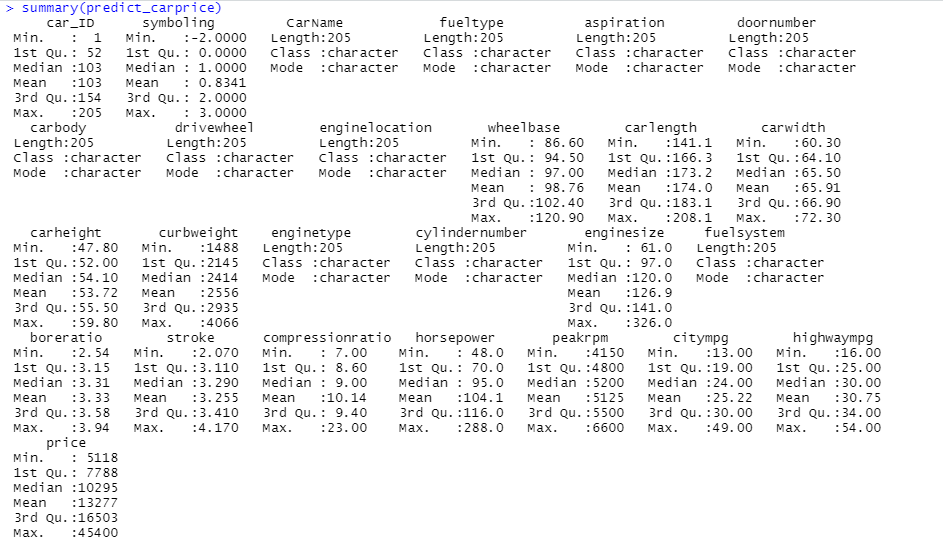 > summary(predict_carprice)
car_ID symboling CarName fueltype aspiration doornumber
Min. : 1 Min. :-2.0000 Length:205 Length:205 Length:205 Length:205
1st Qu.: 52 1st Qu.: 0.0000 Class :character Class :character Class :character Class :character
Median :103 Median : 1.0000 Mode :character Mode :character Mode :character Mode :character
Mean :103 Mean : 0.8341
3rd Qu.:154 3rd Qu.: 2.0000
Max. :205 Max. : 3.0000
carbody drivewheel enginelocation wheelbase carlength carwidth
Length:205 Length:205 Length:205 Min. : 86.60 Min. :141.1 Min. :60.30
Class :character Class :character Class :character 1st Qu.: 94.50 1st Qu.:166.3 1st Qu.:64.10
Mode :character Mode :character Mode :character Median : 97.00 Median :173.2 Median :65.50
Mean : 98.76 Mean :174.0 Mean :65.91
3rd Qu.:102.40 3rd Qu.:183.1 3rd Qu.:66.90
Max. :120.90 Max. :208.1 Max. :72.30
carheight curbweight enginetype cylindernumber enginesize fuelsystem
Min. :47.80 Min. :1488 Length:205 Length:205 Min. : 61.0 Length:205
1st Qu.:52.00 1st Qu.:2145 Class :character Class :character 1st Qu.: 97.0 Class :character
Median :54.10 Median :2414 Mode :character Mode :character Median :120.0 Mode :character
Mean :53.72 Mean :2556 Mean :126.9
3rd Qu.:55.50 3rd Qu.:2935 3rd Qu.:141.0
Max. :59.80 Max. :4066 Max. :326.0
boreratio stroke compressionratio horsepower peakrpm citympg highwaympg
Min. :2.54 Min. :2.070 Min. : 7.00 Min. : 48.0 Min. :4150 Min. :13.00 Min. :16.00
1st Qu.:3.15 1st Qu.:3.110 1st Qu.: 8.60 1st Qu.: 70.0 1st Qu.:4800 1st Qu.:19.00 1st Qu.:25.00
Median :3.31 Median :3.290 Median : 9.00 Median : 95.0 Median :5200 Median :24.00 Median :30.00
Mean :3.33 Mean :3.255 Mean :10.14 Mean :104.1 Mean :5125 Mean :25.22 Mean :30.75
3rd Qu.:3.58 3rd Qu.:3.410 3rd Qu.: 9.40 3rd Qu.:116.0 3rd Qu.:5500 3rd Qu.:30.00 3rd Qu.:34.00
Max. :3.94 Max. :4.170 Max. :23.00 Max. :288.0 Max. :6600 Max. :49.00 Max. :54.00
price
Min. : 5118
1st Qu.: 7788
Median :10295
Mean :13277
3rd Qu.:16503
Max. :45400